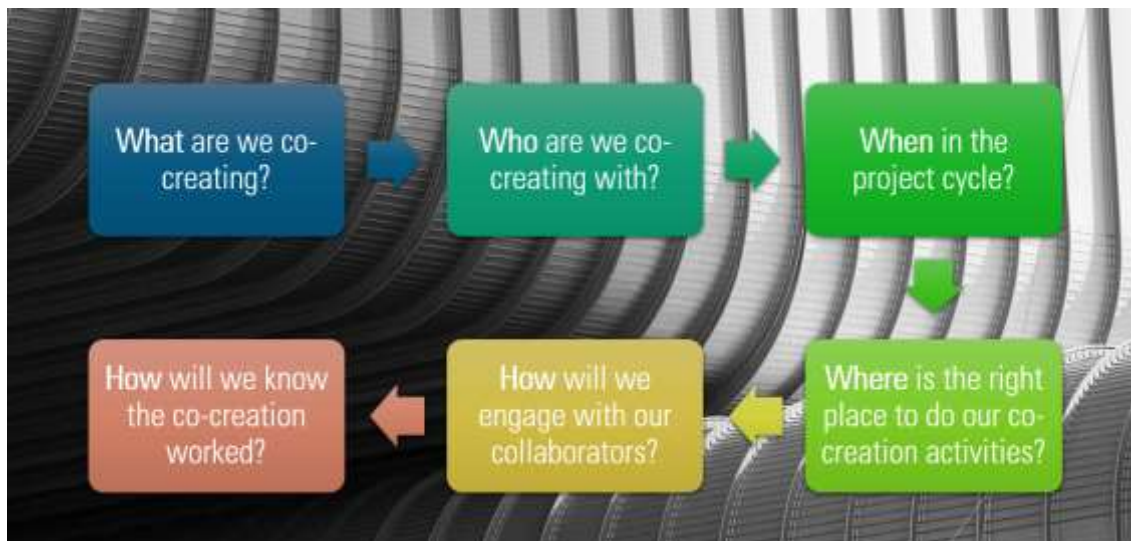 What are we co-
creating?
Who are we co-
creating with?
When in the
project cycle?
Where is the right
place to do our co-
creation activities?
How will we
engage with our
collaborators?
How will we know
the co-creation
worked?